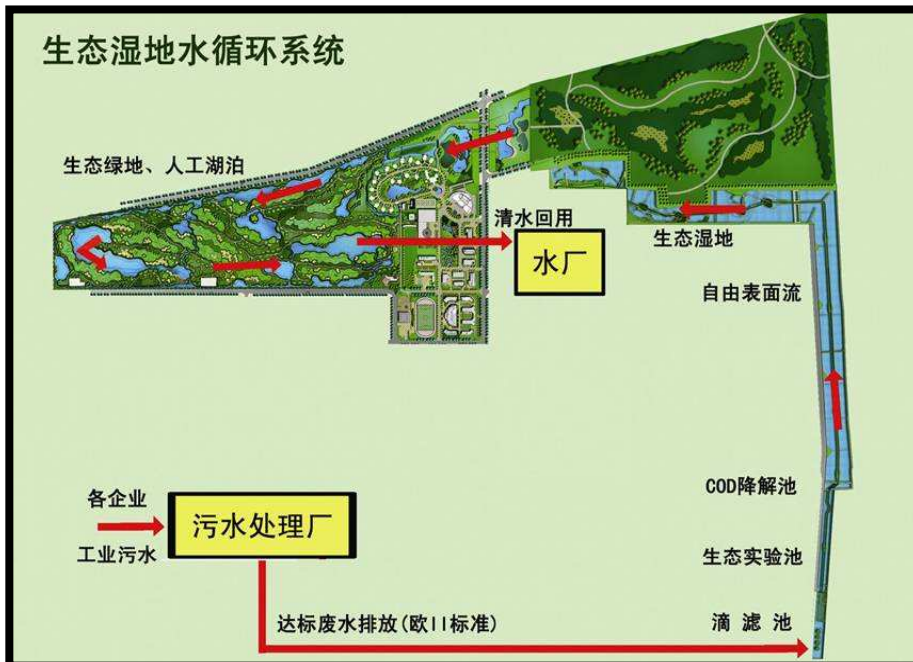 生态湿地水循环系统
生态绿地、人工湖泊
清水回用
水厂
生态湿地
自由表面流
COD降解池
各企业
污水处理厂
工业污水
生态实验池
达标废水排放(欧II标准)
滴滤池